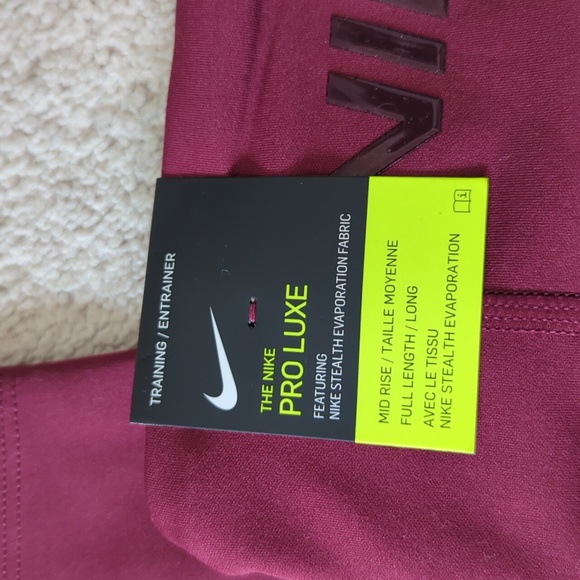 TRAINING / ENTRAINER
THE NIKE
PRO LUXE
FEATURING
NIKE STEALTH EVAPORATION FABRIC
MID RISE / TAILLE MOYENNE
FULL LENGTH / LONG
AVEC LE TISSU
NIKE STEALTH EVAPORATION